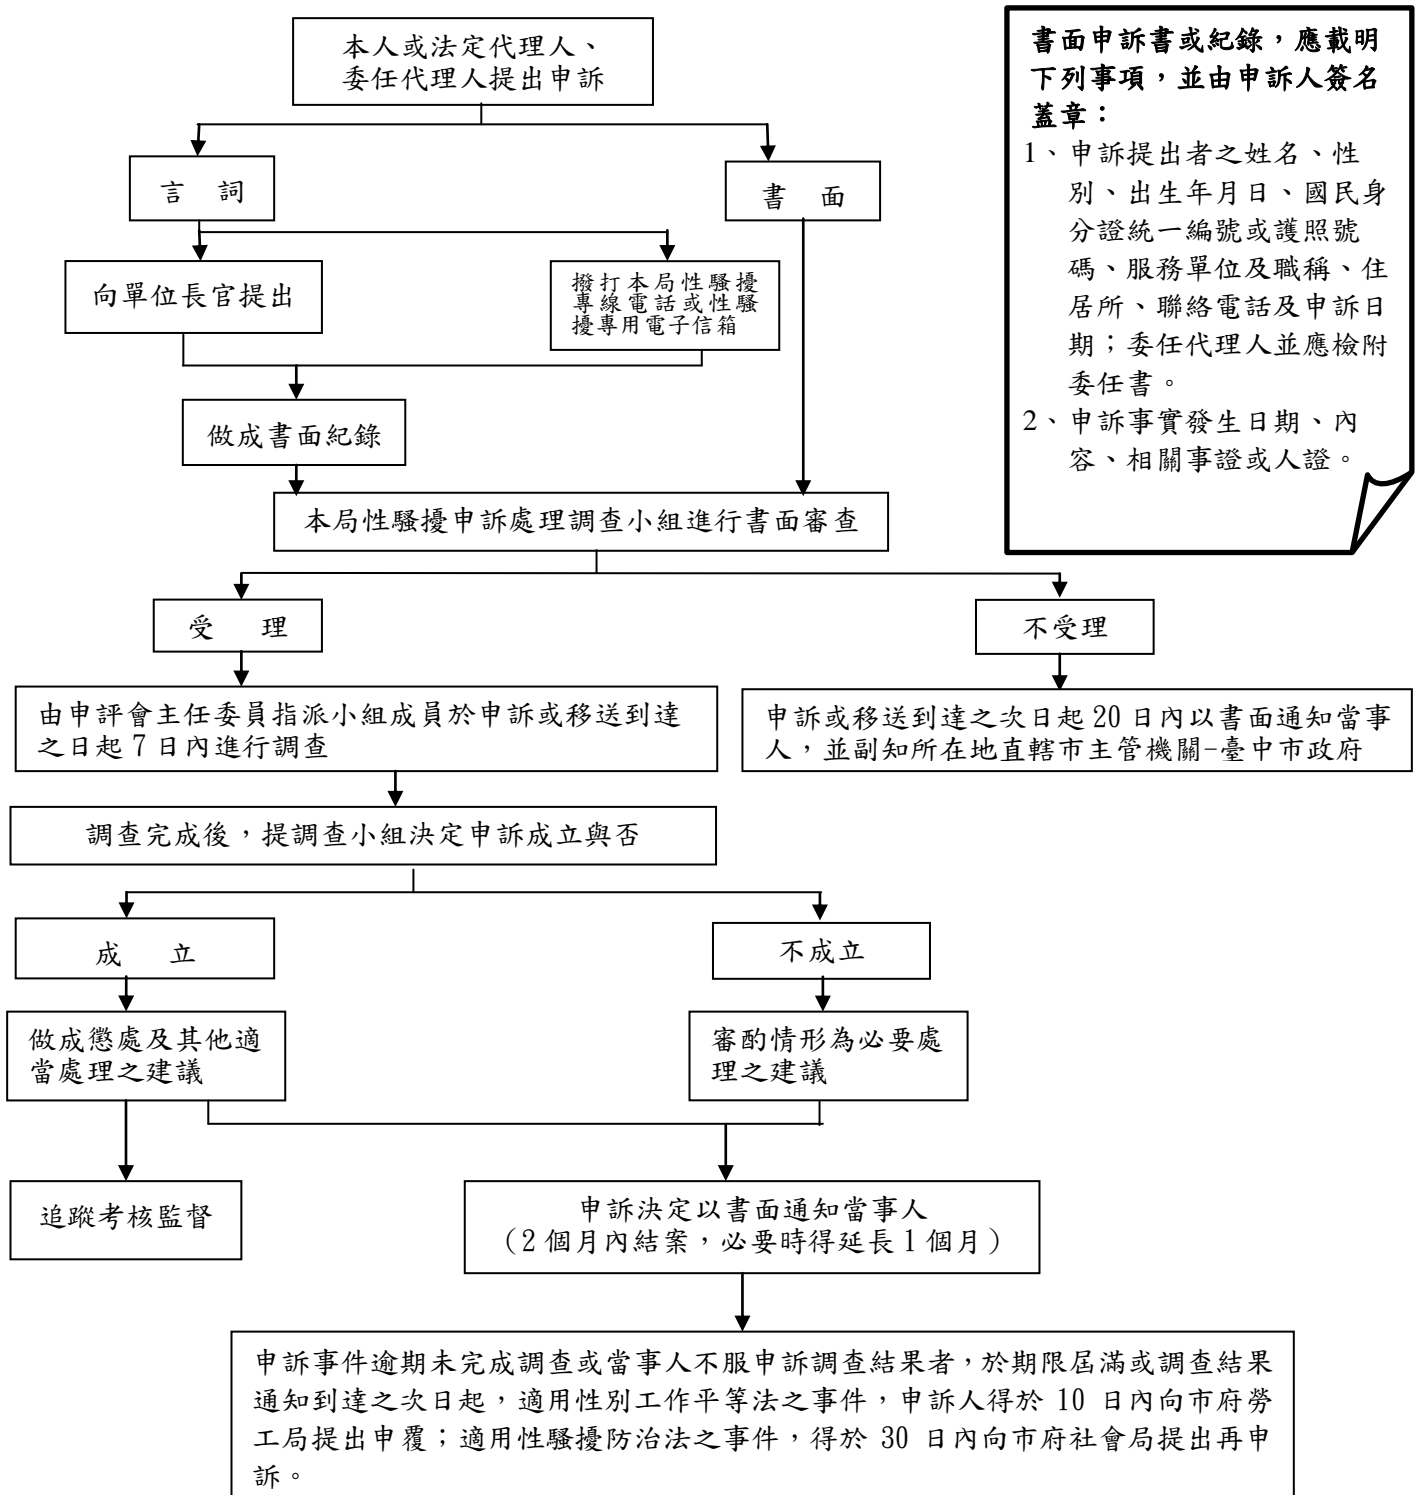 本人或法定代理人、
委任代理人提出申訴
書面申訴書或紀錄，應載明
下列事項，並由申訴人簽名
蓋章：
1、申訴提出者之姓名、性
別、出生年月日、國民身
分證統一編號或護照號
碼、服務單位及職稱、住
居所、聯絡電話及申訴日
期；委任代理人並應檢附
委任書。
2、申訴事實發生日期、內
容、相關事證或人證。
言　詞
書　面
向單位長官提出
撥打本局性騷擾
專線電話或性騷
擾專用電子信箱
做成書面紀錄
本局性騷擾申訴處理調查小組進行書面審查
受　理
不受理
由申評會主任委員指派小組成員於申訴或移送到達
之日起 7 日內進行調查
申訴或移送到達之次日起 20 日內以書面通知當事
人，並副知所在地直轄市主管機關-臺中市政府
調查完成後，提調查小組決定申訴成立與否
成　立
不成立
做成懲處及其他適
當處理之建議
審酌情形為必要處
理之建議
追蹤考核監督
申訴決定以書面通知當事人
（2 個月內結案，必要時得延長 1 個月）
申訴事件逾期未完成調查或當事人不服申訴調查結果者，於期限屆滿或調查結果
通知到達之次日起，適用性別工作平等法之事件，申訴人得於 10 日內向市府勞
工局提出申覆；適用性騷擾防治法之事件，得於 30 日內向市府社會局提出再申
訴。